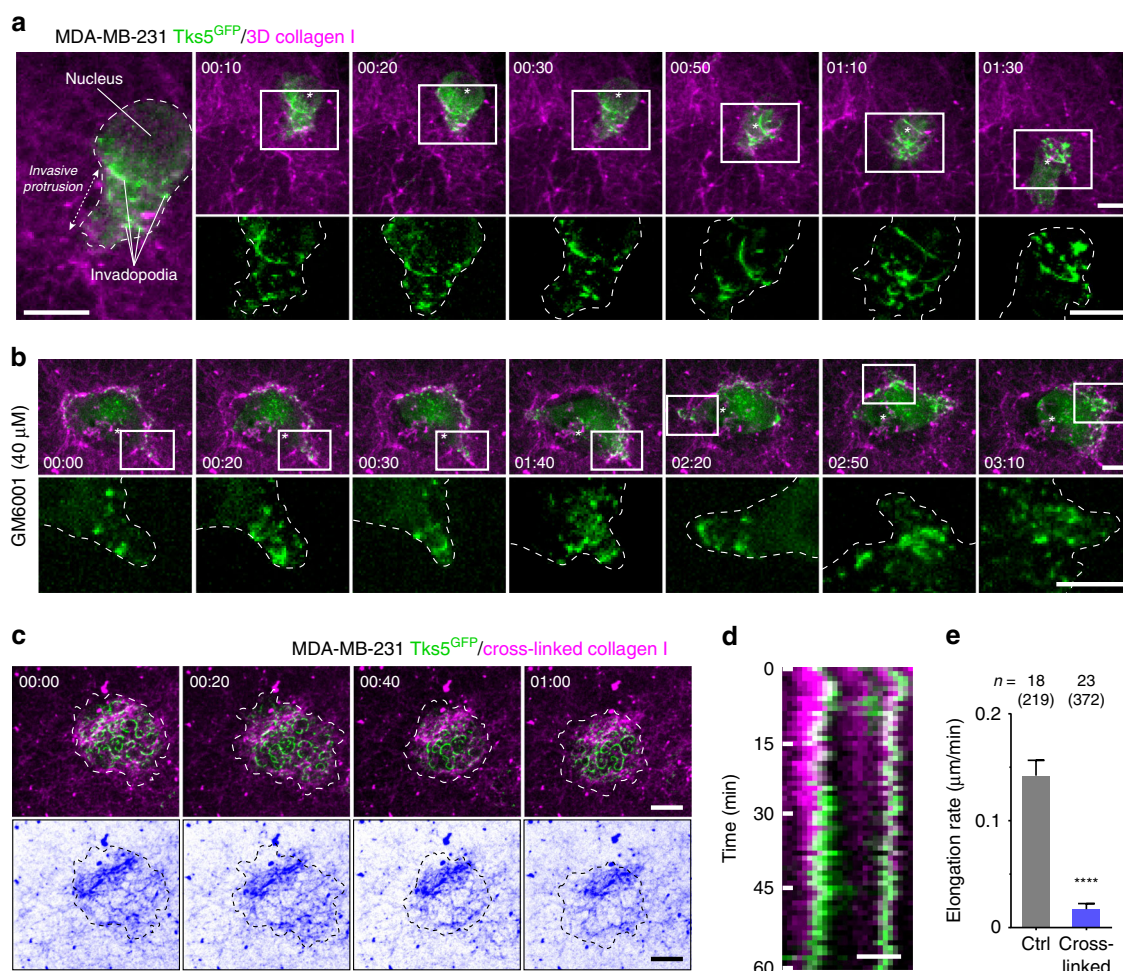 a
MDA-MB-231 Tks5GFP/3D collagen I
Nucleus
Invasive
protrusion
Invadopodia
00:10
00:20
00:30
00:50
01:10
01:30
*
*
*
*
*
*
b
GM6001 (40 μM)
00:00
00:20
00:30
01:40
02:20
02:50
03:10
*
*
*
*
*
*
*
c
MDA-MB-231 Tks5GFP/cross-linked collagen I
00:00
00:20
00:40
01:00
d
Time (min)
0
15
30
45
60
e
n = 18 23
(219) (372)
Elongation rate (μm/min)
0.2
0.1
0
****
Ctrl Cross-
linked